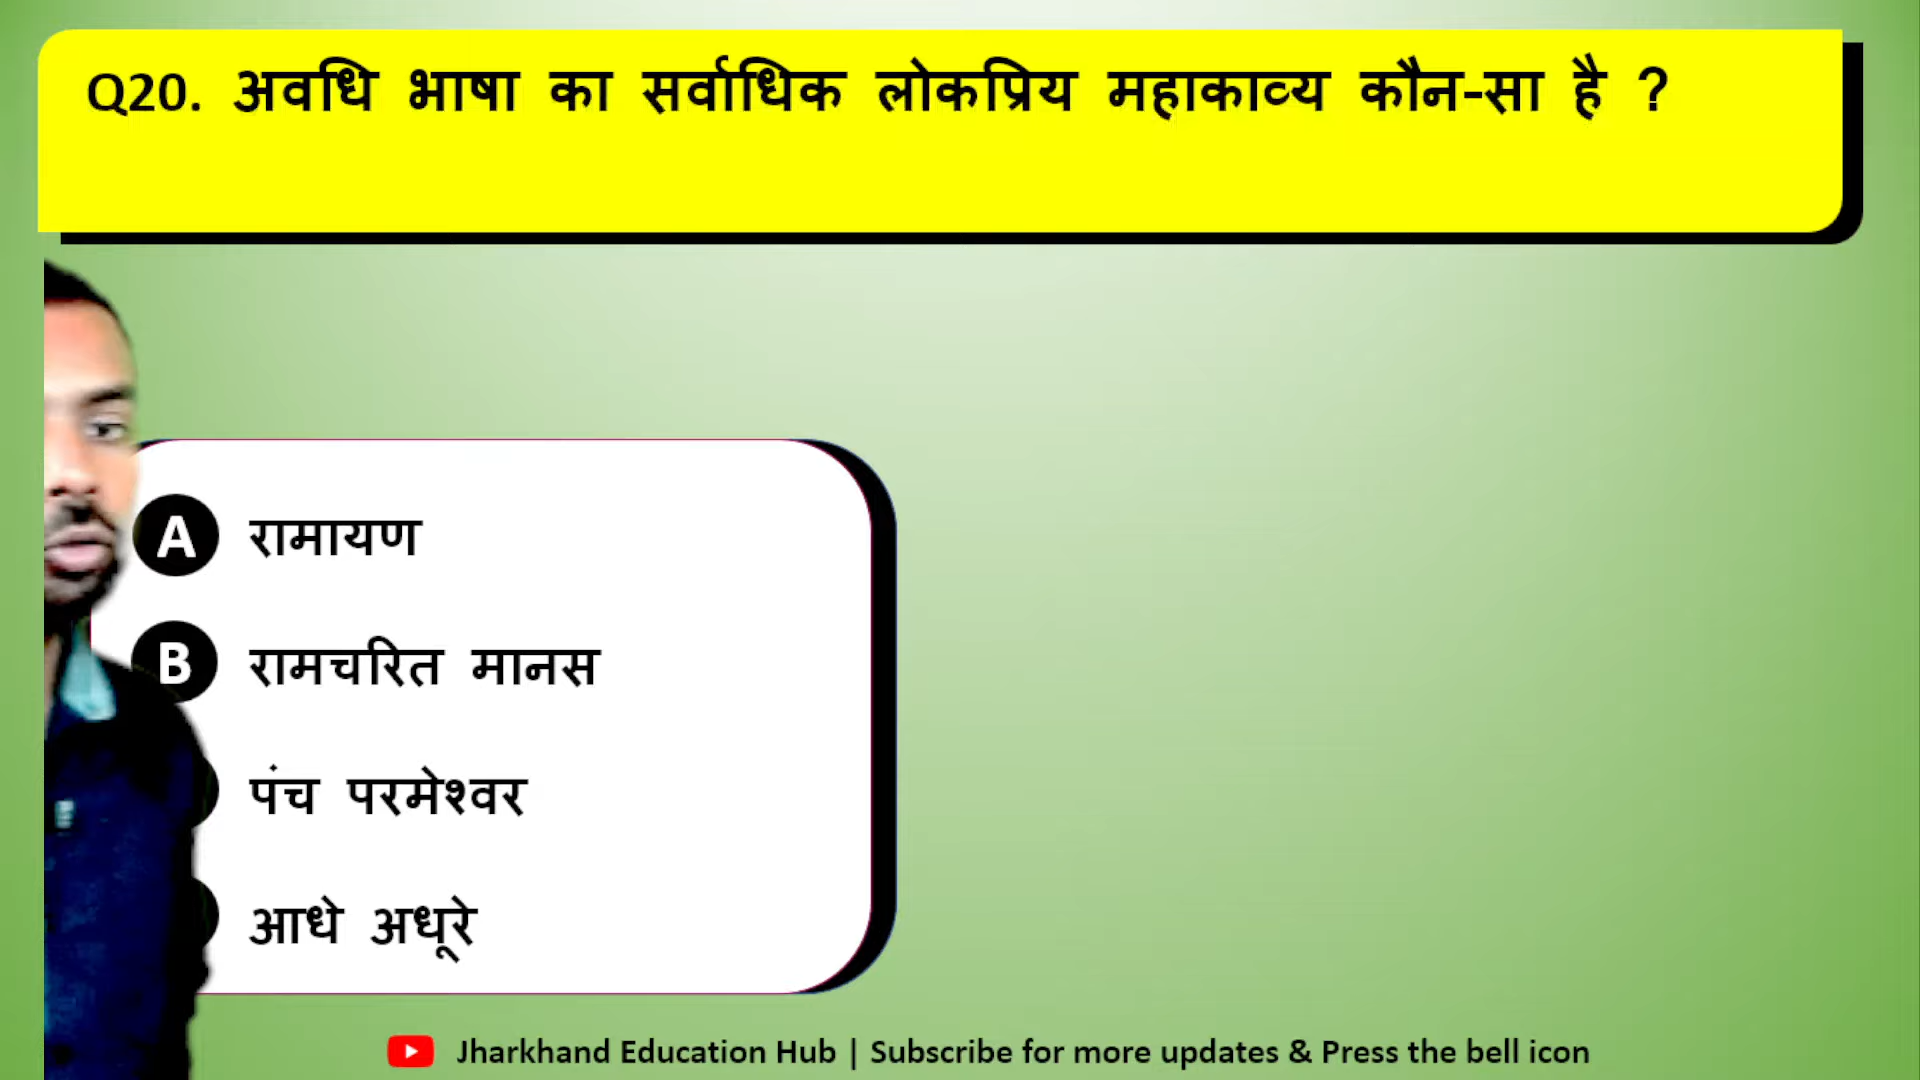 Q20. अवधि भाषा का सर्वाधिक लोकप्रिय महाकाव्य कौन-सा है ?
A रामायण
B रामचरित मानस
पंच परमेश्वर
आधे अधूरे
Jharkhand Education Hub | Subscribe for more updates & Press the bell icon